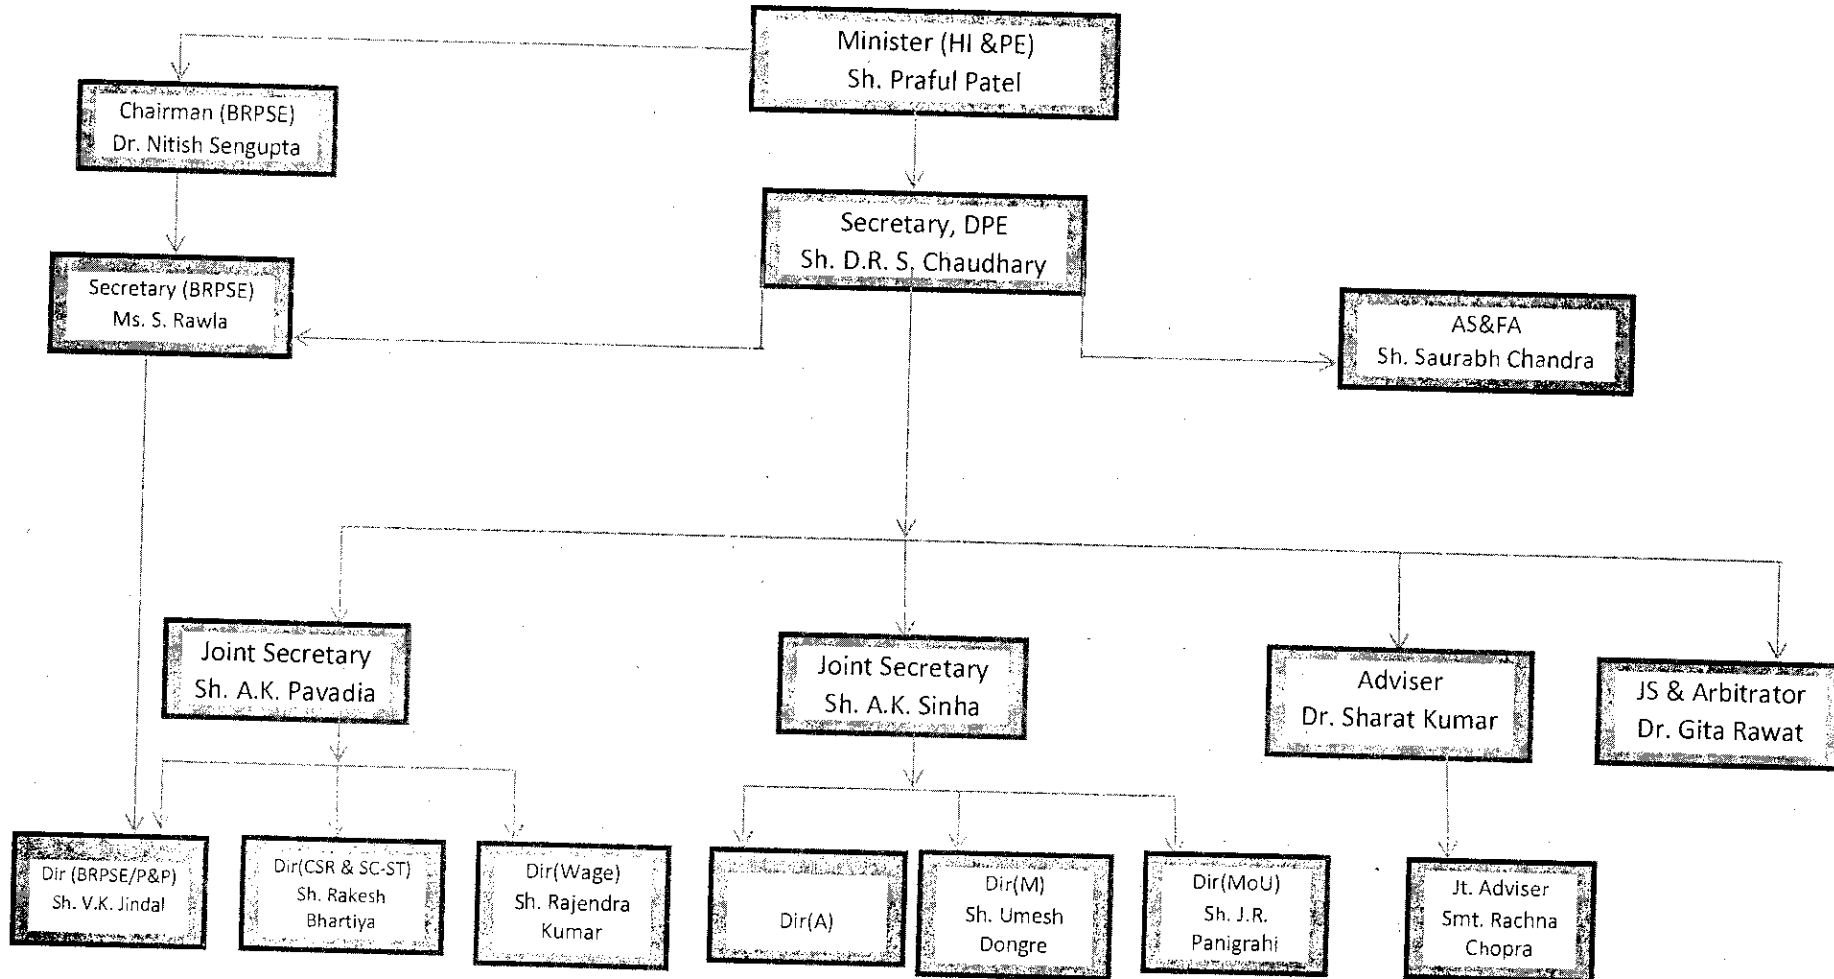 Minister (HI &PE)
Sh. Praful Patel
Chairman (BRPSE)
Dr. Nitish Sengupta
Secretary, DPE
Sh. D.R. S. Chaudhary
Secretary (BRPSE)
Ms. S. Rawla
AS&FA
Sh. Saurabh Chandra
Joint Secretary
Sh. A.K. Pavadia
Joint Secretary
Sh. A.K. Sinha
Adviser
Dr. Sharat Kumar
JS & Arbitrator
Dr. Gita Rawat
Dir (BRPSE/P&P)
Sh. V.K. Jindal
Dir(CSR & SC-ST)
Sh. Rakesh
Bhartiya
Dir(Wage)
Sh. Rajendra
Kumar
Dir(A)
Dir(M)
Sh. Umesh
Dongre
Dir(MoU)
Sh. J.R.
Panigrahi
Jt. Adviser
Smt. Rachna
Chopra